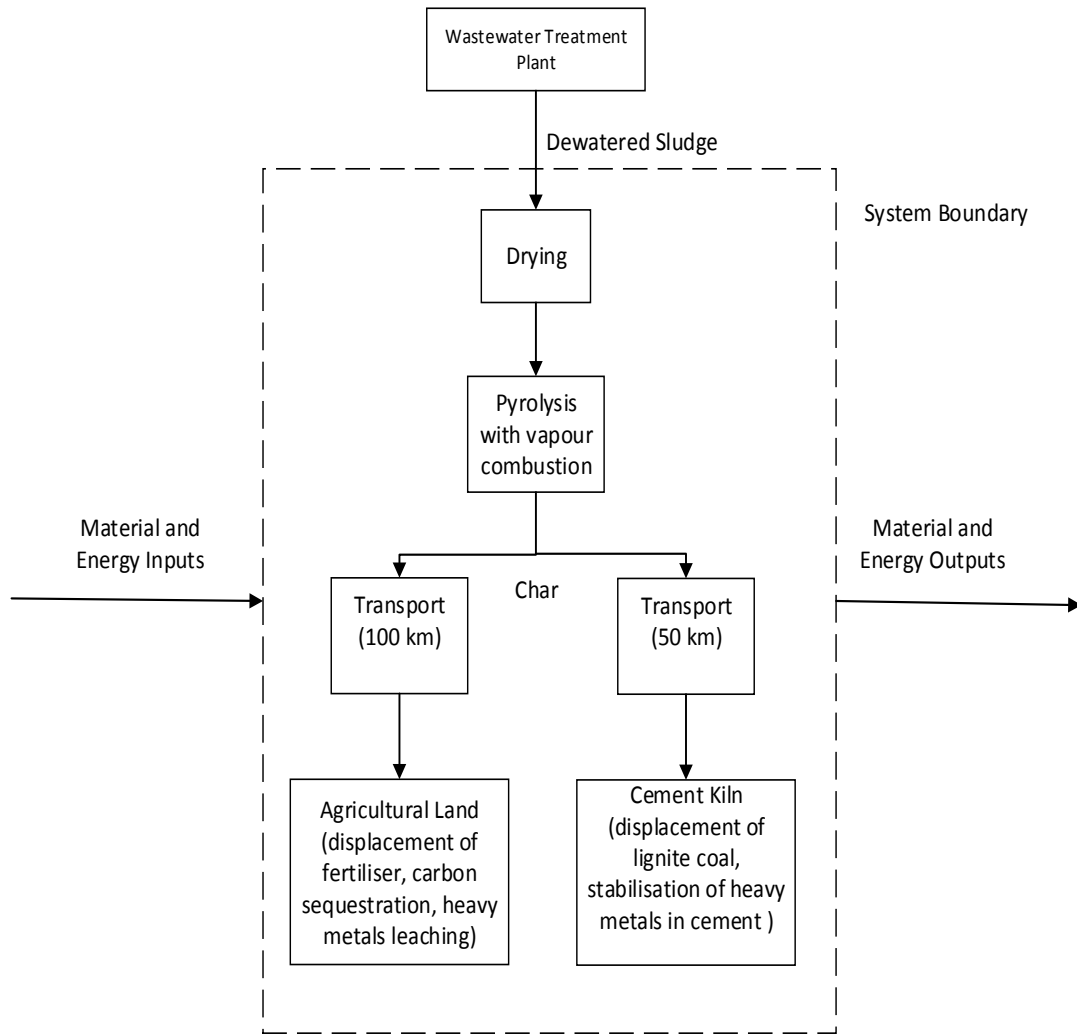 Wastewater Treatment
Plant
Dewatered Sludge
System Boundary
Drying
Pyrolysis
with vapour
combustion
Material and
Energy Inputs
Material and
Energy Outputs
Char
Transport
(100 km)
Transport
(50 km)
Agricultural Land
(displacement of
fertiliser, carbon
sequestration, heavy
metals leaching)
Cement Kiln
(displacement of
lignite coal,
stabilisation of heavy
metals in cement )